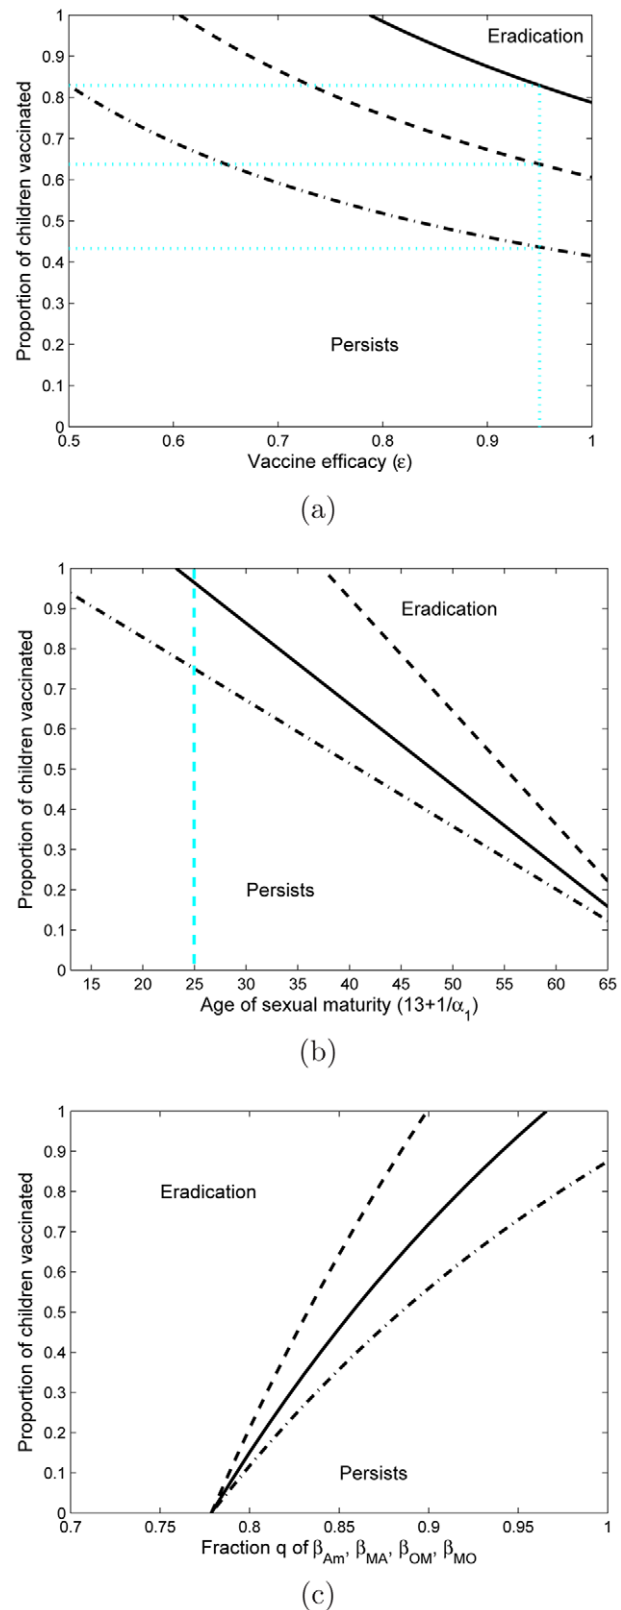 1
0.9
0.8
0.7
0.6
0.5
0.4
0.3
0.2
0.1
0
Proportion of children vaccinated
Eradication
Persists
0.5 0.6 0.7 0.8 0.9 1
Vaccine efficacy (ε)
(a)
1
0.9
0.8
0.7
0.6
0.5
0.4
0.3
0.2
0.1
0
Proportion of children vaccinated
Eradication
Persists
15 20 25 30 35 40 45 50 55 60 65
Age of sexual maturity (13+1/α₁)
(b)
1
0.9
0.8
0.7
0.6
0.5
0.4
0.3
0.2
0.1
0
Proportion of children vaccinated
Eradication
Persists
0.7 0.75 0.8 0.85 0.9 0.95 1
Fraction q of β_Am, β_MA, β_OM, β_MO
(c)